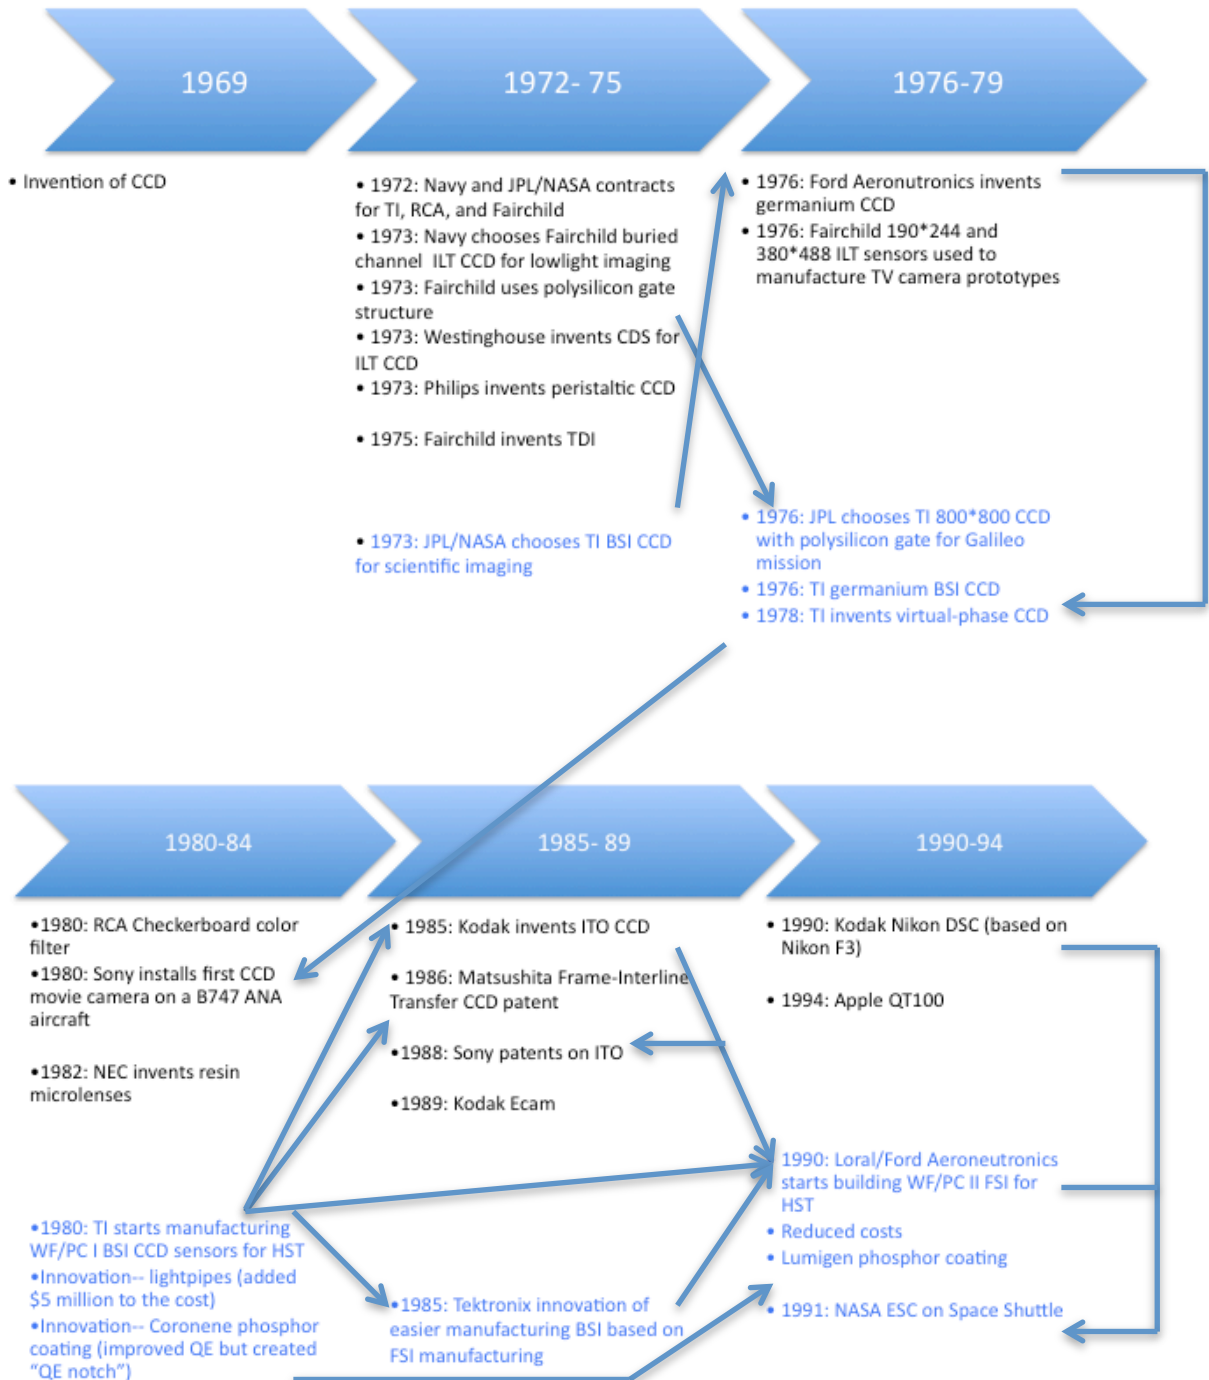 1969
1972- 75
1976-79
• Invention of CCD
• 1972: Navy and JPL/NASA contracts
for TI, RCA, and Fairchild
• 1973: Navy chooses Fairchild buried
channel ILT CCD for lowlight imaging
• 1973: Fairchild uses polysilicon gate
structure
• 1973: Westinghouse invents CDS for
ILT CCD
• 1973: Philips invents peristaltic CCD
• 1975: Fairchild invents TDI
• 1973: JPL/NASA chooses TI BSI CCD
for scientific imaging
• 1976: Ford Aeronutronics invents
germanium CCD
• 1976: Fairchild 190*244 and
380*488 ILT sensors used to
manufacture TV camera prototypes
• 1976: JPL chooses TI 800*800 CCD
with polysilicon gate for Galileo
mission
• 1976: TI germanium BSI CCD
• 1978: TI invents virtual-phase CCD
1980-84
1985- 89
1990-94
•1980: RCA Checkerboard color
filter
•1980: Sony installs first CCD
movie camera on a B747 ANA
aircraft
•1982: NEC invents resin
microlenses
•1980: TI starts manufacturing
WF/PC I BSI CCD sensors for HST
•Innovation-- lightpipes (added
$5 million to the cost)
•Innovation-- Coronene phosphor
coating (improved QE but created
“QE notch”)
• 1985: Kodak invents ITO CCD
• 1986: Matsushita Frame-Interline
Transfer CCD patent
•1988: Sony patents on ITO
•1989: Kodak Ecam
•1985: Tektronix innovation of
easier manufacturing BSI based on
FSI manufacturing
• 1990: Kodak Nikon DSC (based on
Nikon F3)
• 1994: Apple QT100
1990: Loral/Ford Aeroneutronics
starts building WF/PC II FSI for
HST
• Reduced costs
• Lumigen phosphor coating
• 1991: NASA ESC on Space Shuttle